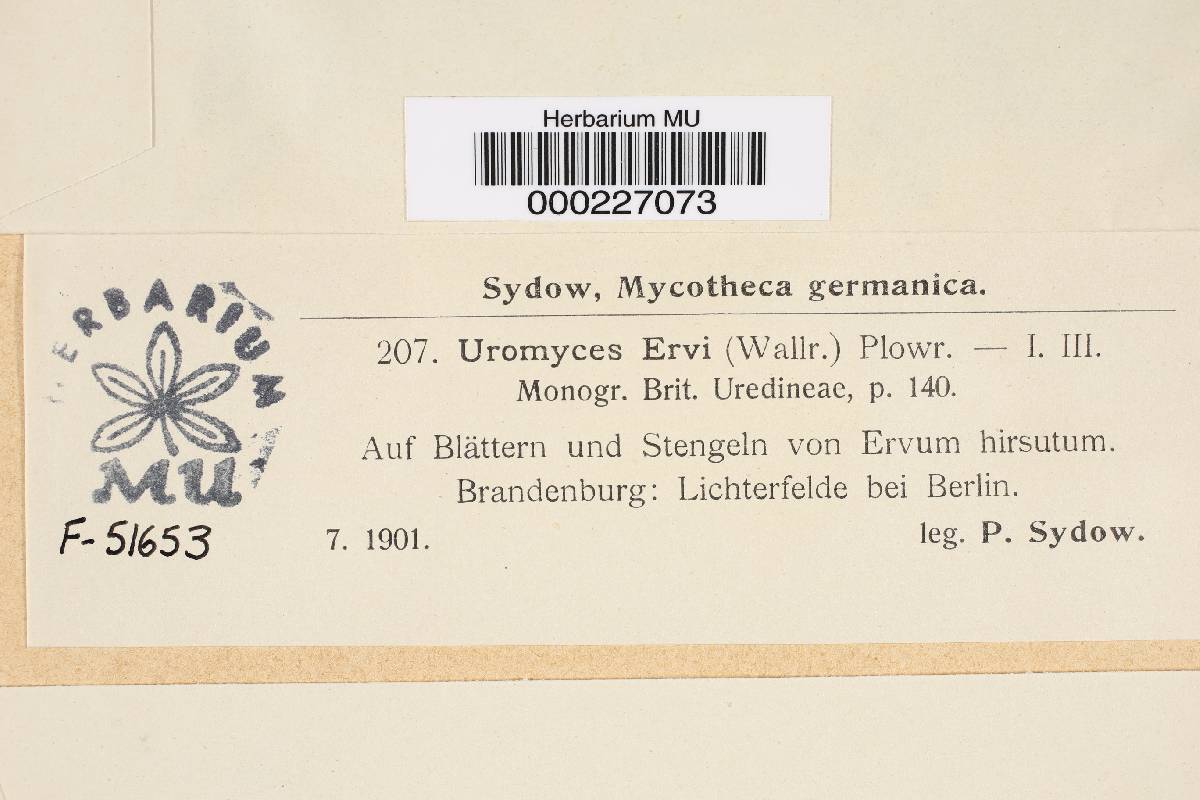 Herbarium MU
000227073
Sydow, Mycotheca germanica.
HERBARIUM
MU
F-51653
207. Uromyces Ervi (Wallr.) Plowr. — I. III.
Monogr. Brit. Uredineae, p. 140.
Auf Blättern und Stengeln von Ervum hirsutum.
Brandenburg: Lichterfelde bei Berlin.
7. 1901.
leg. P. Sydow.